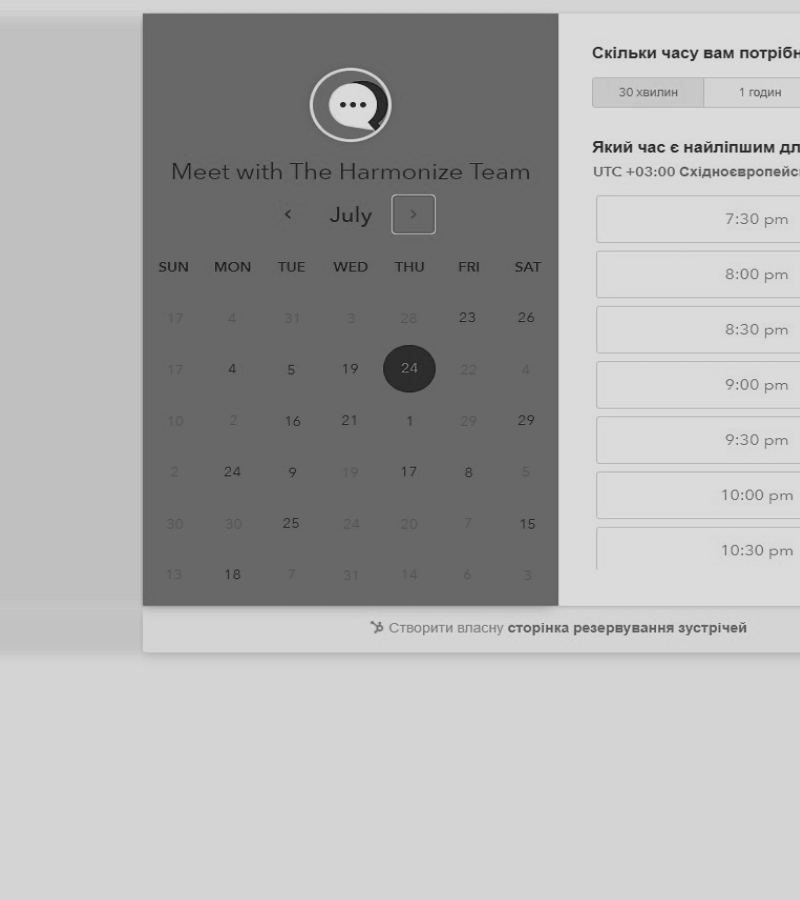 Meet with The Harmonize Team
July
SUN MON TUE WED THU FRI SAT
17 4 31 3 28 23 26
17 4 5 19 24 22 4
10 2 16 21 1 29 29
2 24 9 19 17 8 5
30 30 25 24 20 7 15
13 18 7 31 14 6 3
Скільки часу вам
30 хвилин 1 годин
Який час є найліпшим
UTC +03:00
7:30 pm
8:00 pm
8:30 pm
9:00 pm
9:30 pm
10:00 pm
10:30 pm
Створити власну сторінка резервування зустрічей